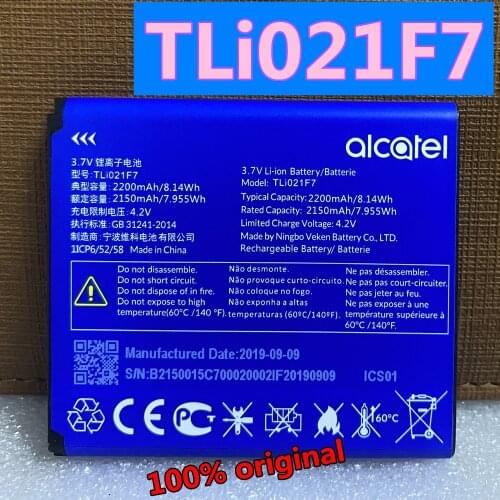 TLi021F7
alcatel
3.7V 锂离子电池
型号: TLi021F7
典型容量: 2200mAh/8.14Wh
额定容量: 2150mAh/7.955Wh
充电限制电压: 4.2V
执行标准: GB 31241-2014
制造商: 宁波维科电池有限公司
1ICP6/52/58 Made in China
3.7V Li-ion Battery/Batterie
Model: TLi021F7
Typical Capacity: 2200mAh/8.14Wh
Rated Capacity: 2150mAh/7.955Wh
Limited Charge Voltage: 4.2V
Made by Ningbo Veken Battery Co.,Ltd.
Rechargeable Battery/ Batterie
Do not disassemble.
Do not short circuit.
Do not dispose of in fire.
Do not expose to high
temperature(60°C /140 °F).
Não desmonte.
Não provoque curto-circuito.
Não descarte no fogo.
Não exponha a altas
temperaturas (60°C/140°F).
Ne pas désassembler.
Ne pas court-circuiter.
Ne pas jeter au feu.
Ne pas exposer à une
température supérieure à
60°C/140°F.
Manufactured Date:2019-09-09
S/N:B2150015C700020002IF20190909
ICS01
60°C
100% original